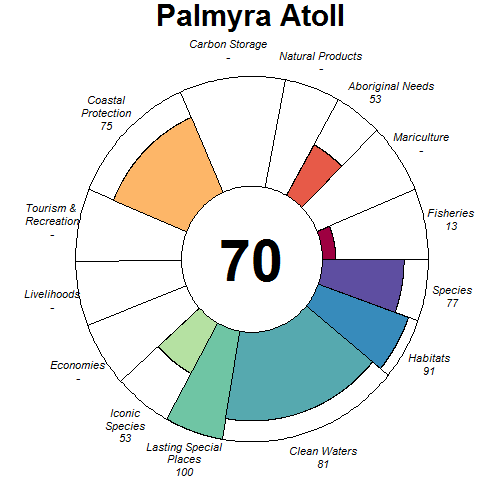 Palmyra Atoll
Carbon Storage
-
Natural Products
-
Aboriginal Needs
53
Mariculture
-
Fisheries
13
Species
77
Habitats
91
Clean Waters
81
Lasting Special
Places
100
Iconic
Species
53
Economies
-
Livelihoods
-
Tourism &
Recreation
-
Coastal
Protection
75
70